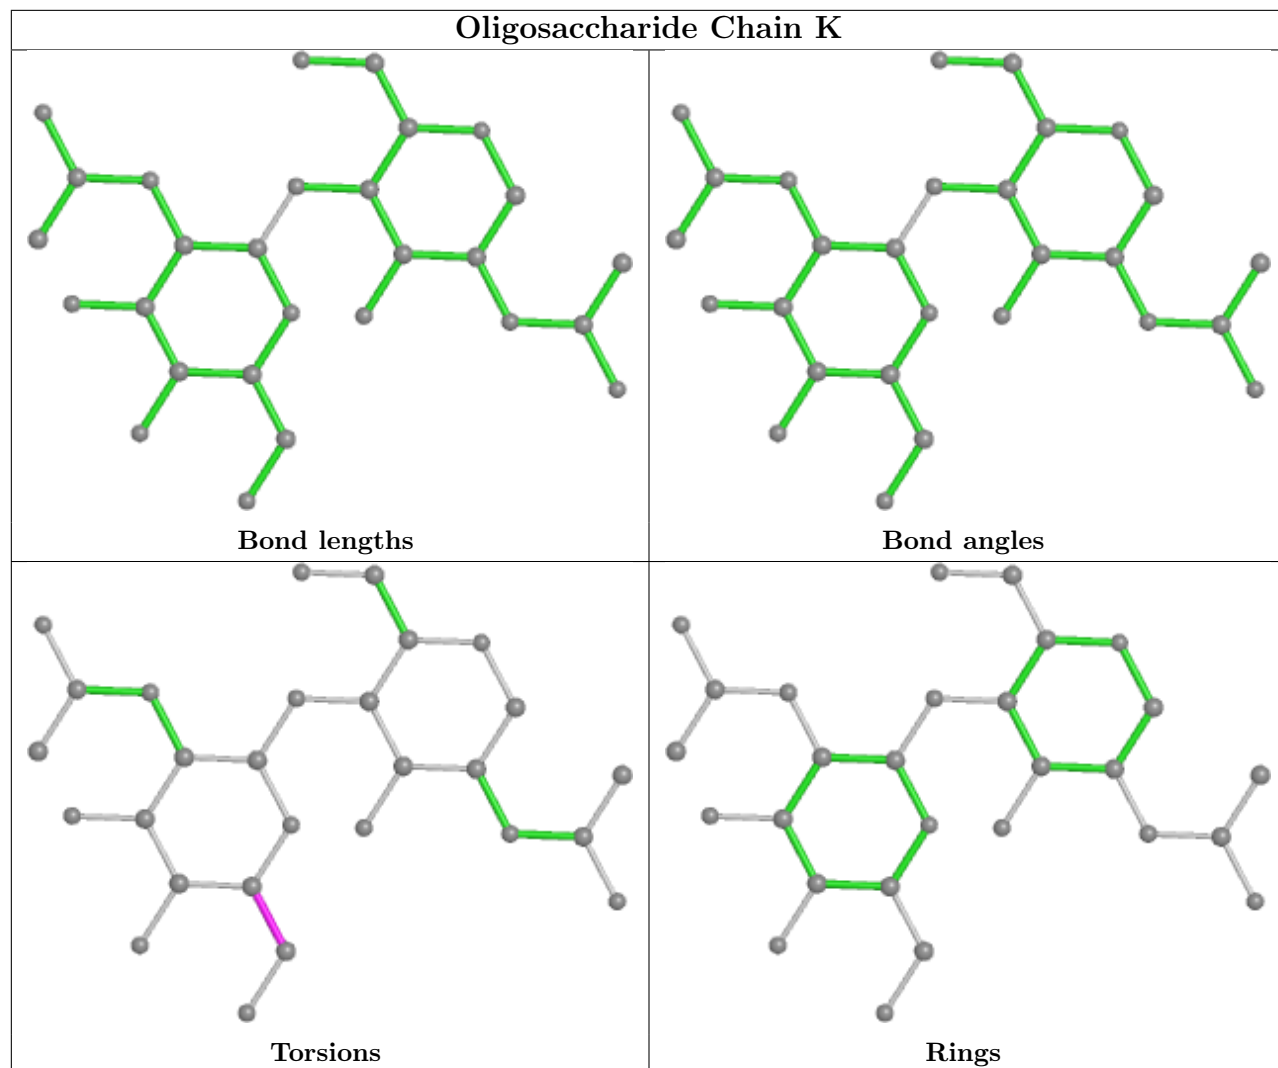 Oligosaccharide Chain K
Bond lengths
Bond angles
Torsions
Rings